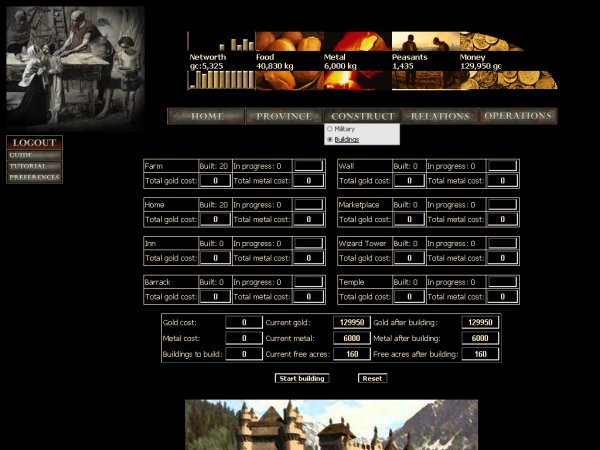 Networth Food Metal Peasants Money
gc:5,325 40,830 kg 6,000 kg 1,435 129,950 gc
HOME PROVINCE CONSTRUCT RELATIONS OPERATIONS
Military
Buildings
LOGOUT
GUIDE
TUTORIAL
PREFERENCES
Farm Built: 20 In progress: 0 Wall Built: 0 In progress: 0
Total gold cost: 0 Total metal cost: 0 Total gold cost: 0 Total metal cost: 0
Home Built: 20 In progress: 0 Marketplace Built: 0 In progress: 0
Total gold cost: 0 Total metal cost: 0 Total gold cost: 0 Total metal cost: 0
Inn Built: 0 In progress: 0 Wizard Tower Built: 0 In progress: 0
Total gold cost: 0 Total metal cost: 0 Total gold cost: 0 Total metal cost: 0
Barrack Built: 0 In progress: 0 Temple Built: 0 In progress: 0
Total gold cost: 0 Total metal cost: 0 Total gold cost: 0 Total metal cost: 0
Gold cost: 0 Current gold: 129950 Gold after building: 129950
Metal cost: 0 Current metal: 6000 Metal after building: 6000
Buildings to build: 0 Current free acres: 160 Free acres after building: 160
Start building Reset